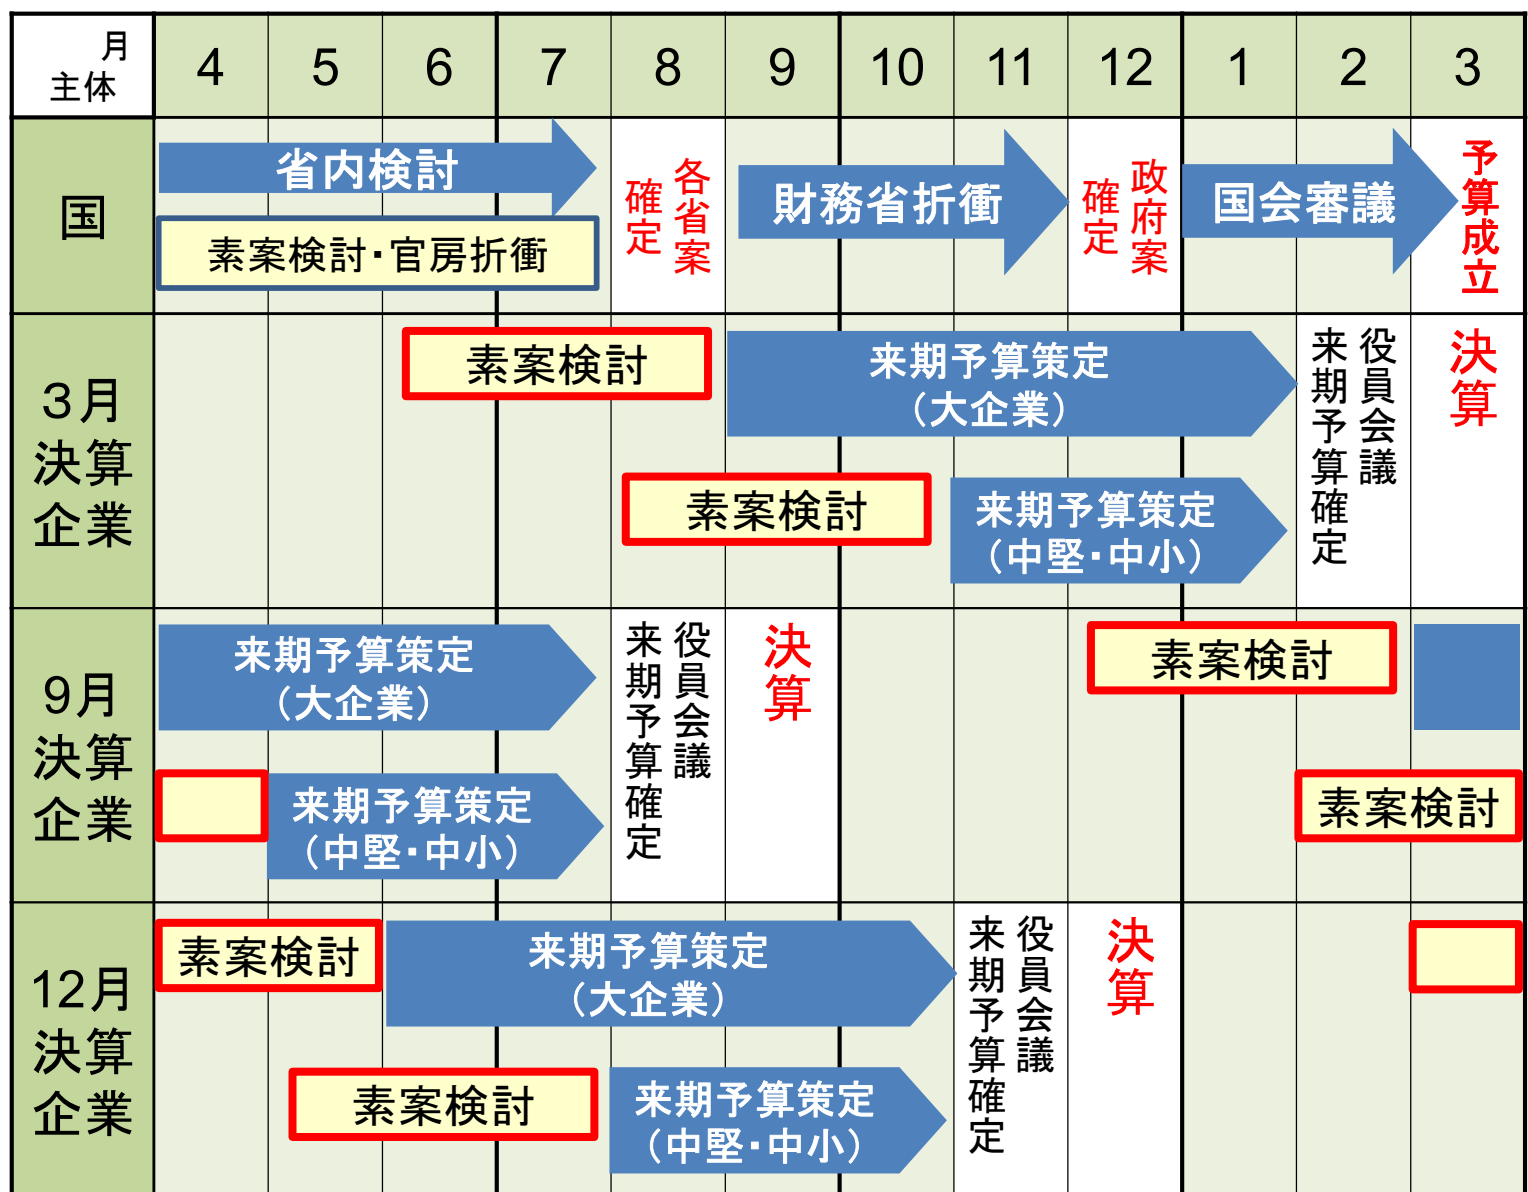 月
主体
4 5 6 7 8 9 10 11 12 1 2 3
国
省内検討
素案検討・官房折衝
各省案
確定
財務省折衝
政府案
確定
国会審議
予算成立
3月
決算
企業
素案検討
来期予算策定
(大企業)
素案検討
来期予算策定
(中堅・中小)
役員会議
来期予算確定
決算
9月
決算
企業
来期予算策定
(大企業)
来期予算策定
(中堅・中小)
役員会議
来期予算確定
決算
素案検討
素案検討
12月
決算
企業
素案検討
来期予算策定
(大企業)
素案検討
来期予算策定
(中堅・中小)
役員会議
来期予算確定
決算